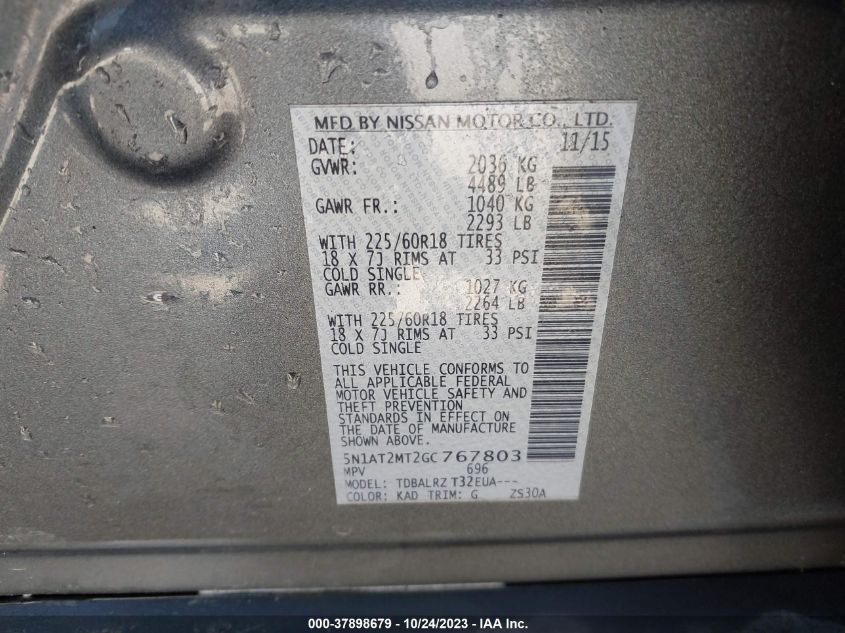 MFD BY NISSAN MOTOR CO., LTD.
DATE: 11/15
GVWR: 2036 KG
4489 LB
GAWR FR.: 1040 KG
2293 LB
WITH 225/60R18 TIRES
18 X 7J RIMS AT 33 PSI
COLD SINGLE
GAWR RR.: 1027 KG
2264 LB
WITH 225/60R18 TIRES
18 X 7J RIMS AT 33 PSI
COLD SINGLE
THIS VEHICLE CONFORMS TO
ALL APPLICABLE FEDERAL
MOTOR VEHICLE SAFETY AND
THEFT PREVENTION
STANDARDS IN EFFECT ON
THE DATE OF MANUFACTURE
SHOWN ABOVE.
5N1AT2MT2GC767803
MPV 696
MODEL: TDBALRZ T32EUA---
COLOR: KAD TRIM: G ZS30A
000-37898679 - 10/24/2023 - IAA Inc.